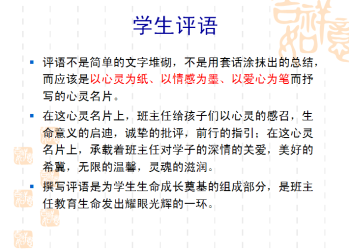 学生评语
评语不是简单的文字堆砌，不是用套话涂抹出的总结，
而应该是以心灵为纸、以情感为墨、以爱心为笔而抒
写的心灵名片。
在这心灵名片上，班主任给孩子们以心灵的感召，生
命意义的启迪，诚挚的批评，前行的指引；在这心灵
名片上，承载着班主任对学子的深情的关爱，美好的
希冀，无限的温馨，灵魂的滋润。
撰写评语是为学生生命成长奠基的组成部分，是班主
任教育生命发出耀眼光辉的一环。